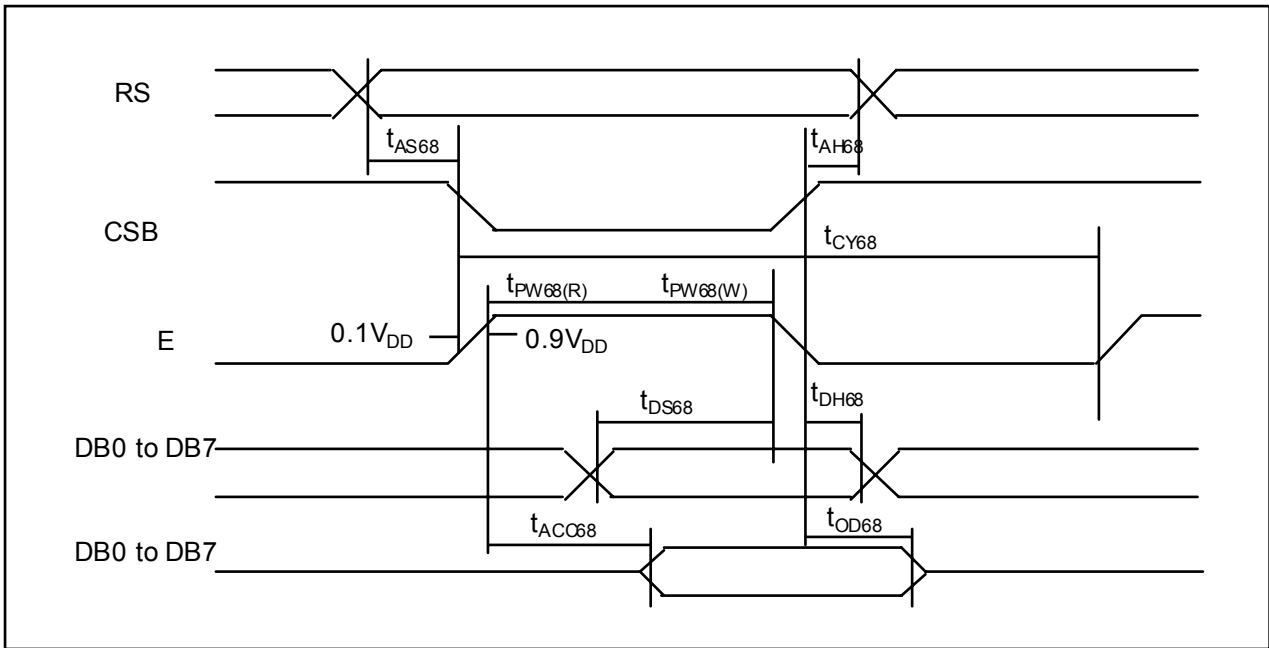 RS
tAS68
tAH68
CSB
tCY68
tPW68(R)
tPW68(W)
E
0.1VDD
0.9VDD
tDS68
tDH68
DB0 to DB7
tACC68
tOD68
DB0 to DB7